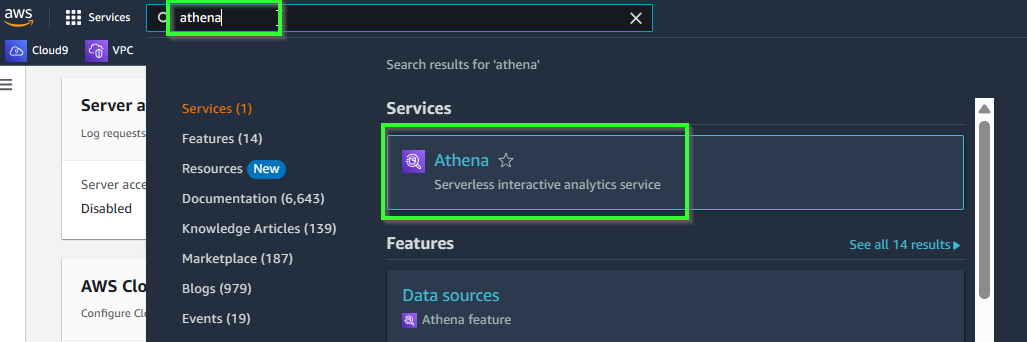 aws
Services
athena
Cloud9
VPC
Search results for 'athena'
Services (1)
Features (14)
Resources New
Documentation (6,643)
Knowledge Articles (139)
Marketplace (187)
Blogs (979)
Events (19)
Services
Athena
Serverless interactive analytics service
Features
See all 14 results
Data sources
Athena feature
Server a
Log requests
Server acce
Disabled
AWS Clo
Configure Clo